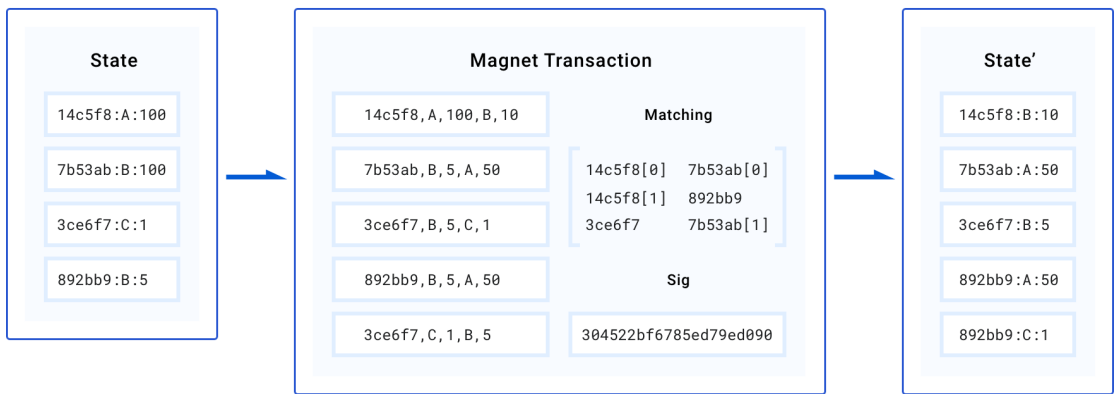 State
14c5f8:A:100
7b53ab:B:100
3ce6f7:C:1
892bb9:B:5
Magnet Transaction
14c5f8,A,100,B,10
7b53ab,B,5,A,50
3ce6f7,B,5,C,1
892bb9,B,5,A,50
3ce6f7,C,1,B,5
Matching
14c5f8[0] 7b53ab[0]
14c5f8[1] 892bb9
3ce6f7 7b53ab[1]
Sig
304522bf6785ed79ed090
State’
14c5f8:B:10
7b53ab:A:50
3ce6f7:B:5
892bb9:A:50
892bb9:C:1